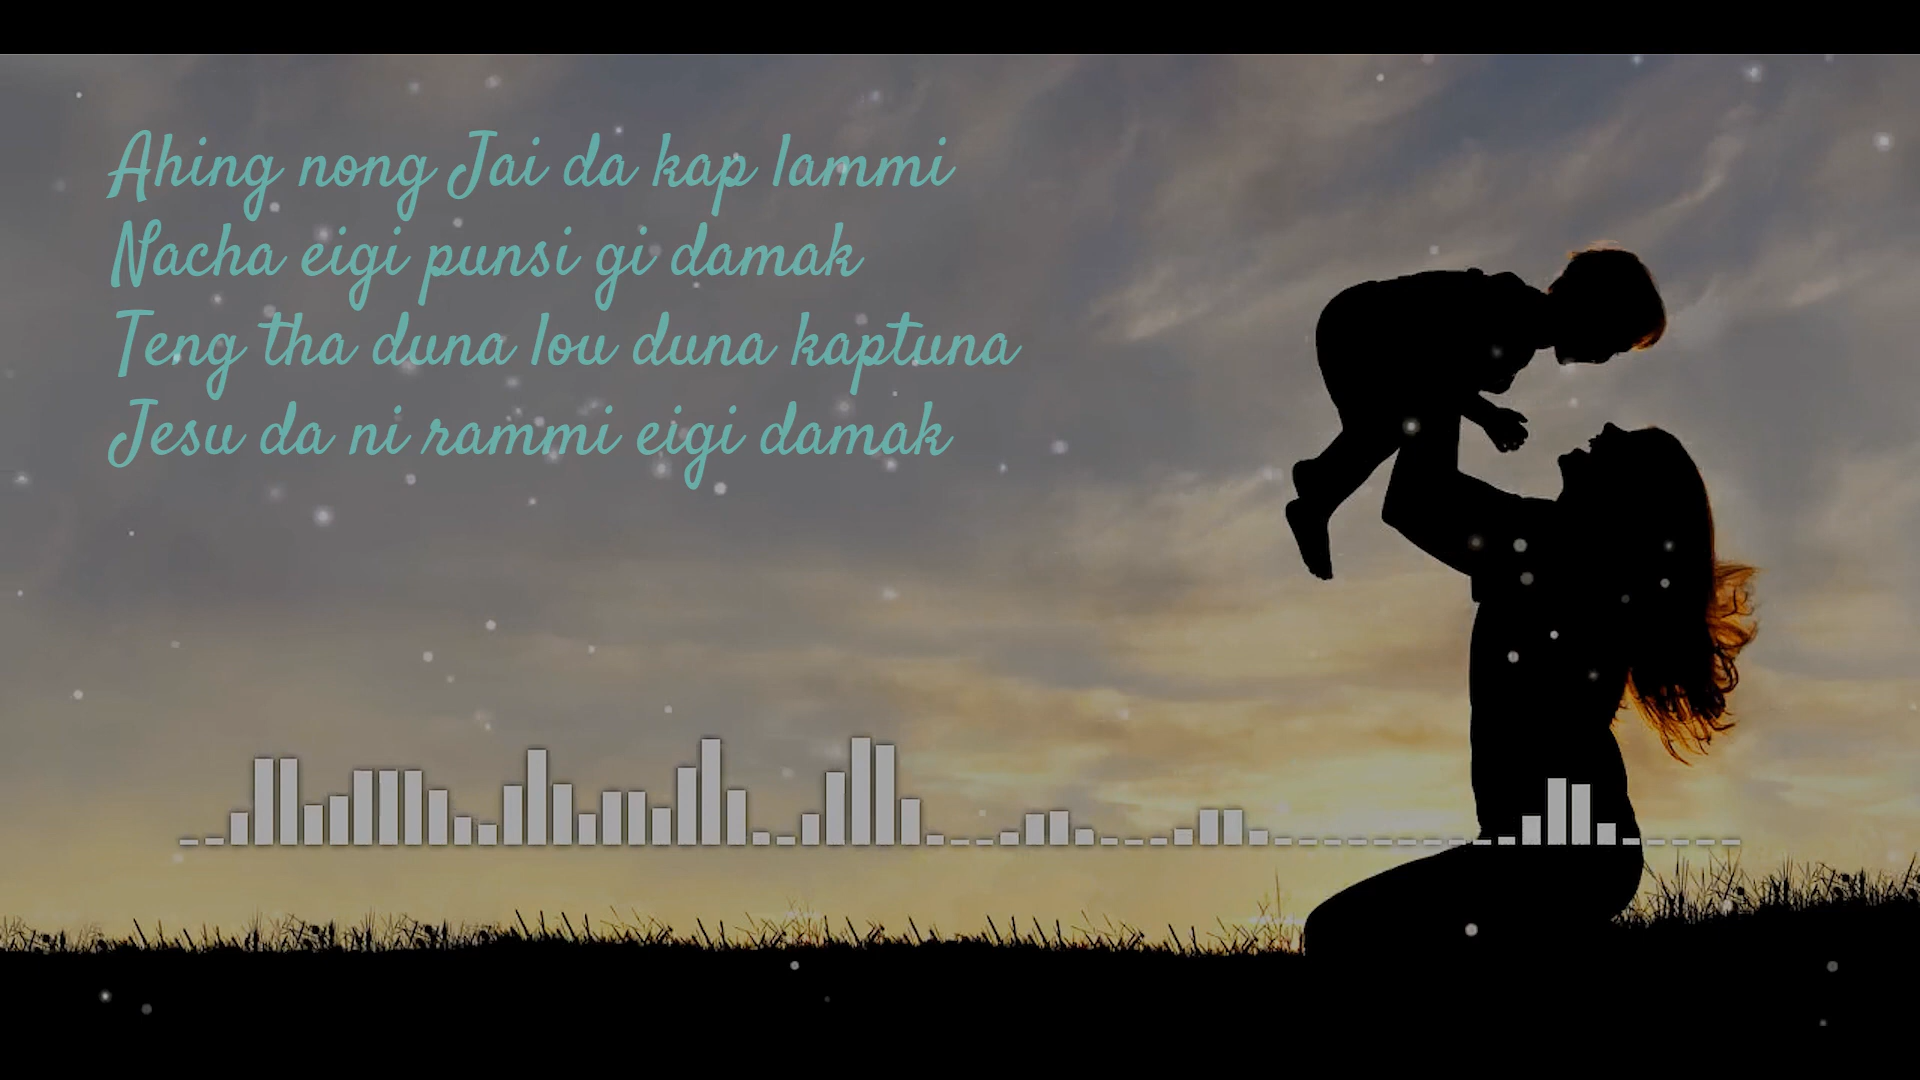 Ahing nong Jai da kap lammi
Nacha eigi punsi gi damak
Teng tha duna lou duna kaptuna
Jesu da ni rammi eigi damak